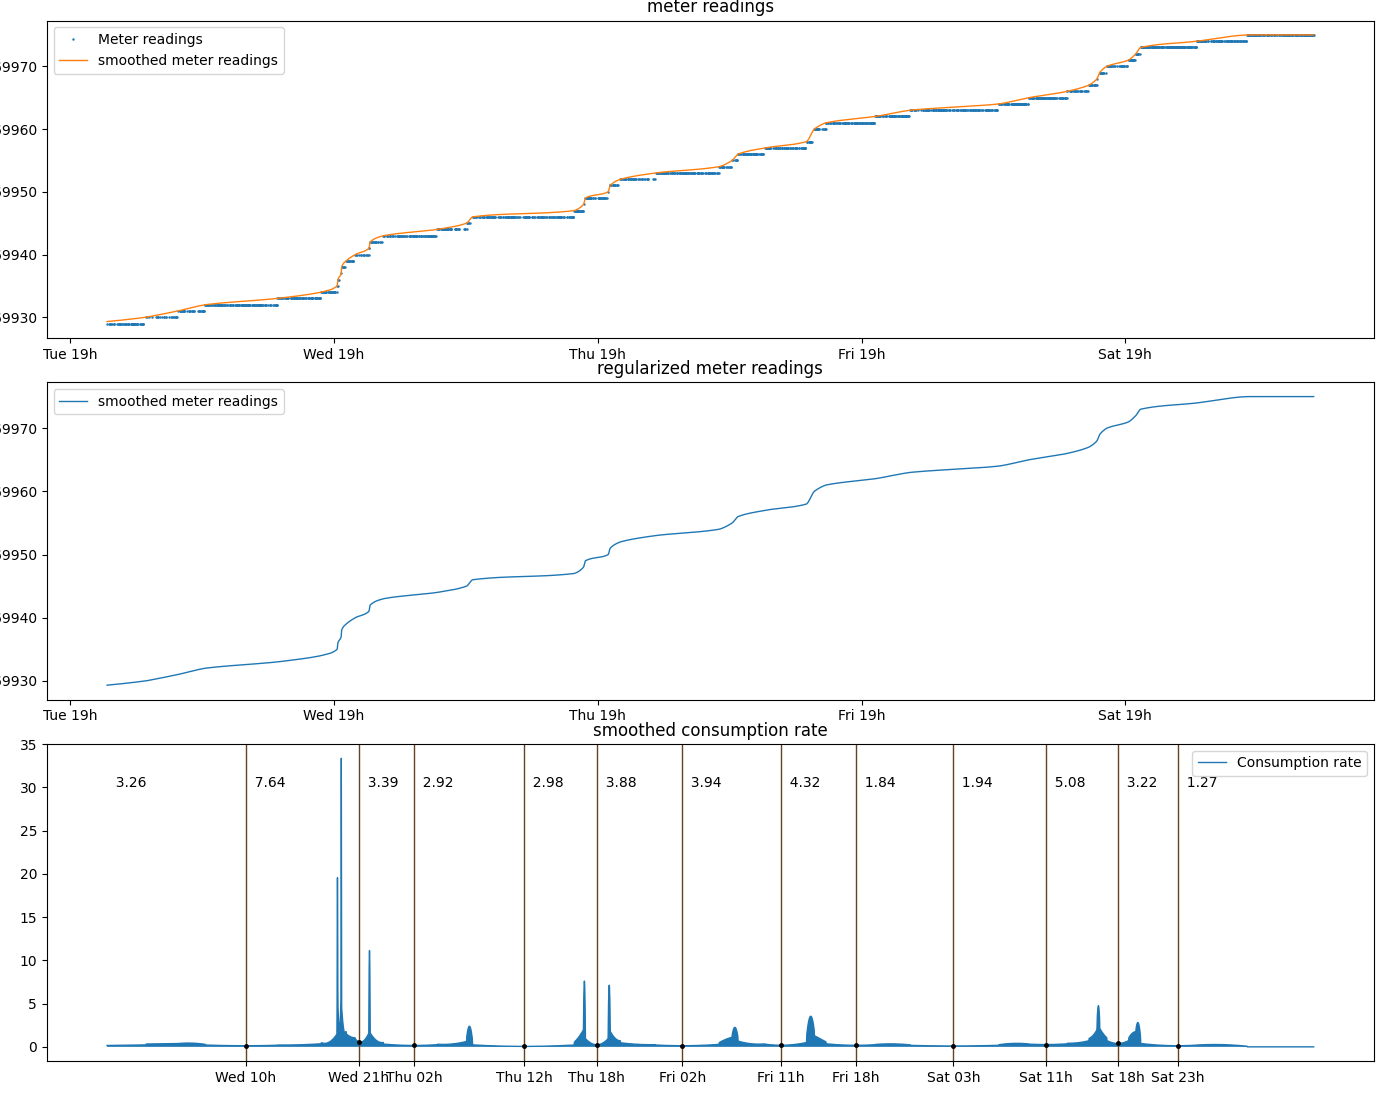 meter readings
Meter readings
smoothed meter readings
9970
9960
9950
9940
9930
Tue 19h Wed 19h Thu 19h Fri 19h Sat 19h
regularized meter readings
smoothed meter readings
9970
9960
9950
9940
9930
Tue 19h Wed 19h Thu 19h Fri 19h Sat 19h
smoothed consumption rate
Consumption rate
3.26 7.64 3.39 2.92 2.98 3.88 3.94 4.32 1.84 1.94 5.08 3.22 1.27
35
30
25
20
15
10
5
0
Wed 10h Wed 21h Thu 02h Thu 12h Thu 18h Fri 02h Fri 11h Fri 18h Sat 03h Sat 11h Sat 18h Sat 23h